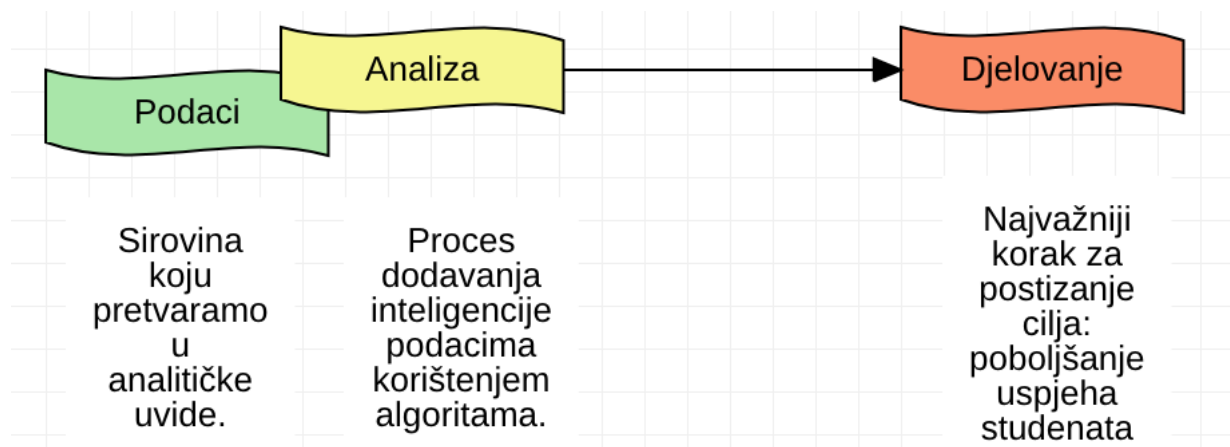 Podaci
Analiza
Djelovanje
Sirovina
koju
pretvaramo
u
analitičke
uvide.
Proces
dodavanja
inteligencije
podacima
korištenjem
algoritama.
Najvažniji
korak za
postizanje
cilja:
poboljšanje
uspjeha
studenata